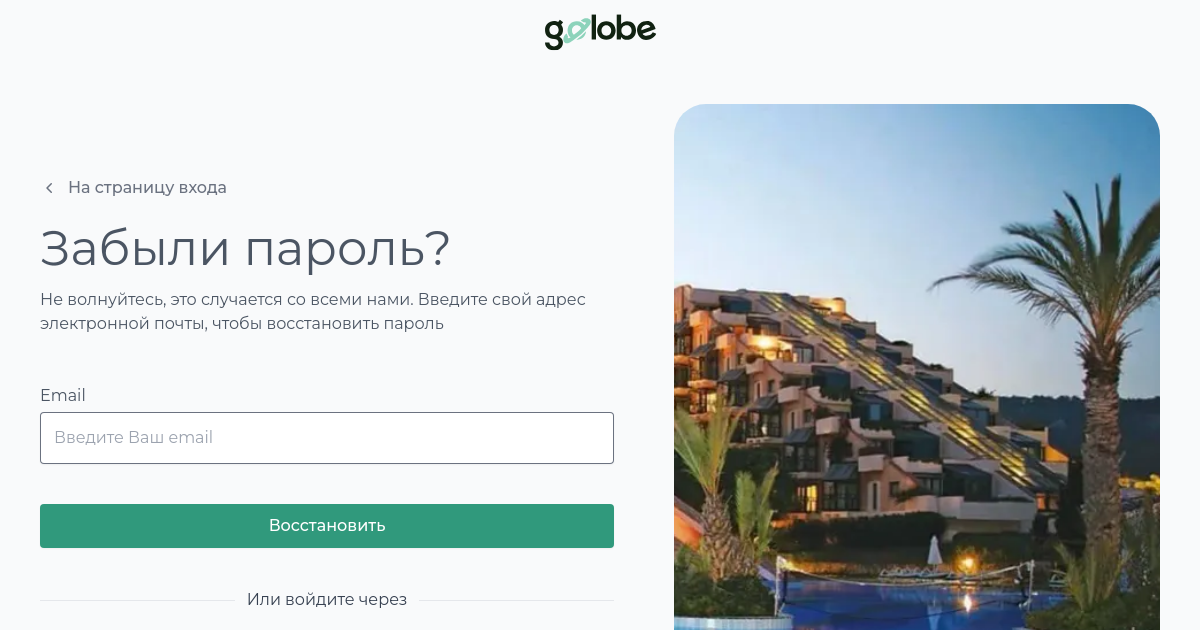 golobe
На страницу входа
Забыли пароль?
Не волнуйтесь, это случается со всеми нами. Введите свой адрес
электронной почты, чтобы восстановить пароль
Email
Введите Ваш email
Восстановить
Или войдите через